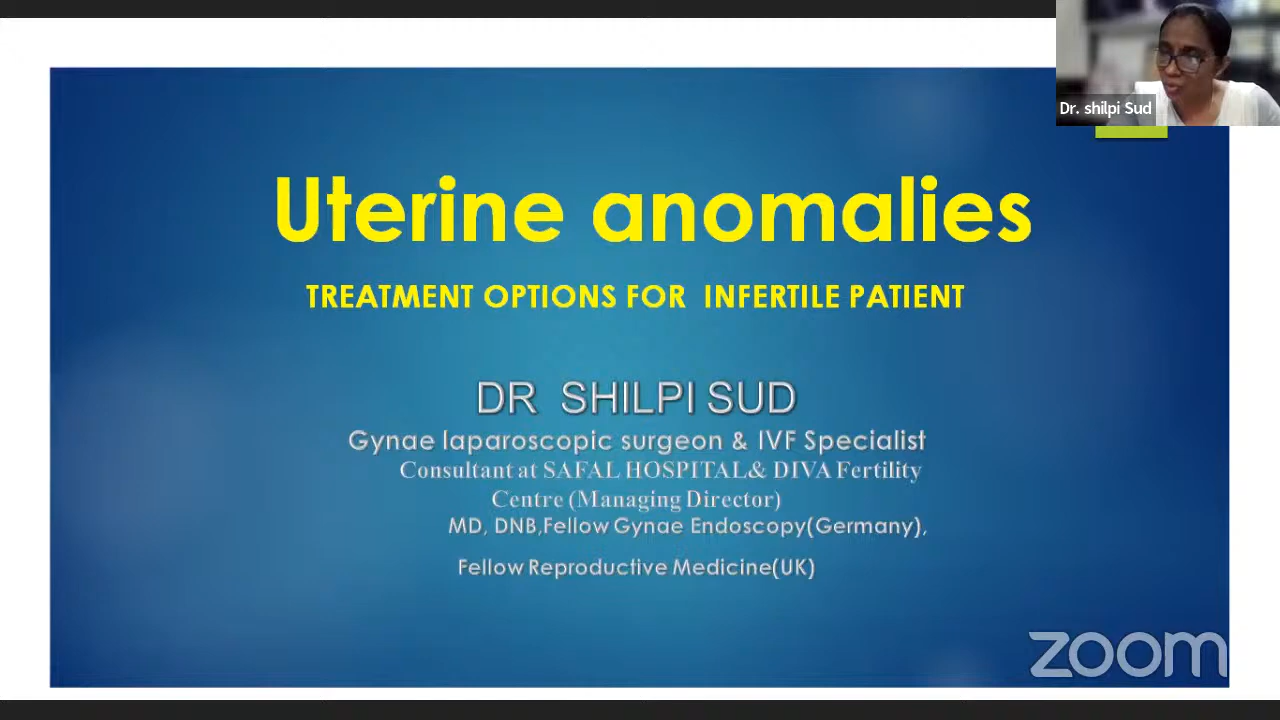 Dr. shilpi Sud
Uterine anomalies
TREATMENT OPTIONS FOR INFERTILE PATIENT
DR SHILPI SUD
Gynae laparoscopic surgeon & IVF Specialist
Consultant at SAFAL HOSPITAL& DIVA Fertility
Centre (Managing Director)
MD, DNB,Fellow Gynae Endoscopy(Germany),
Fellow Reproductive Medicine(UK)
zoom